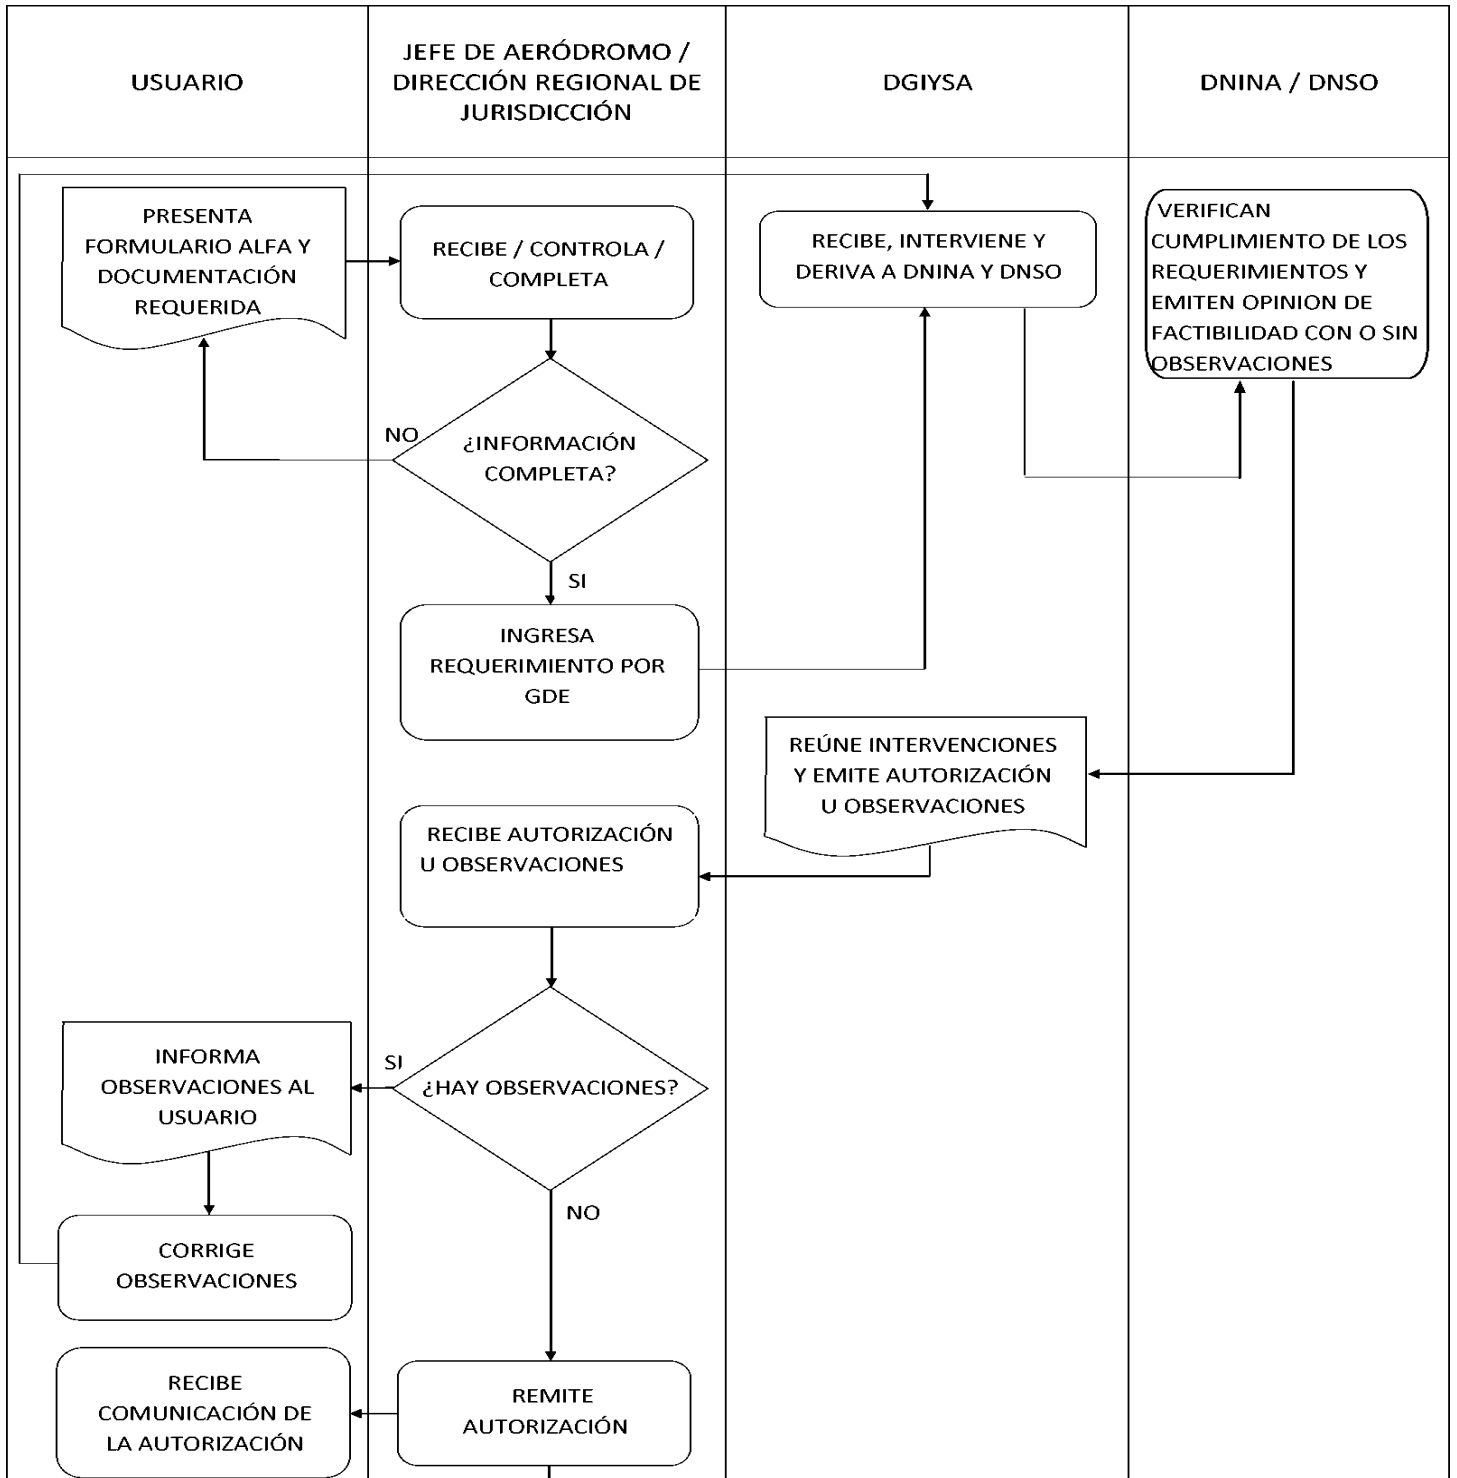 USUARIO
JEFE DE AERÓDROMO /
DIRECCIÓN REGIONAL DE
JURISDICCIÓN
DGIYSA
DNINA / DNSO
PRESENTA
FORMULARIO ALFA Y
DOCUMENTACIÓN
REQUERIDA
RECIBE / CONTROLA /
COMPLETA
RECIBE, INTERVIENE Y
DERIVA A DNINA Y DNSO
VERIFICAN
CUMPLIMIENTO DE LOS
REQUERIMIENTOS Y
EMITEN OPINION DE
FACTIBILIDAD CON O SIN
OBSERVACIONES
NO
¿INFORMACIÓN
COMPLETA?
SI
INGRESA
REQUERIMIENTO POR
GDE
REÚNE INTERVENCIONES
Y EMITE AUTORIZACIÓN
U OBSERVACIONES
RECIBE AUTORIZACIÓN
U OBSERVACIONES
SI
¿HAY OBSERVACIONES?
INFORMA
OBSERVACIONES AL
USUARIO
NO
CORRIGE
OBSERVACIONES
REMITE
AUTORIZACIÓN
RECIBE
COMUNICACIÓN DE
LA AUTORIZACIÓN